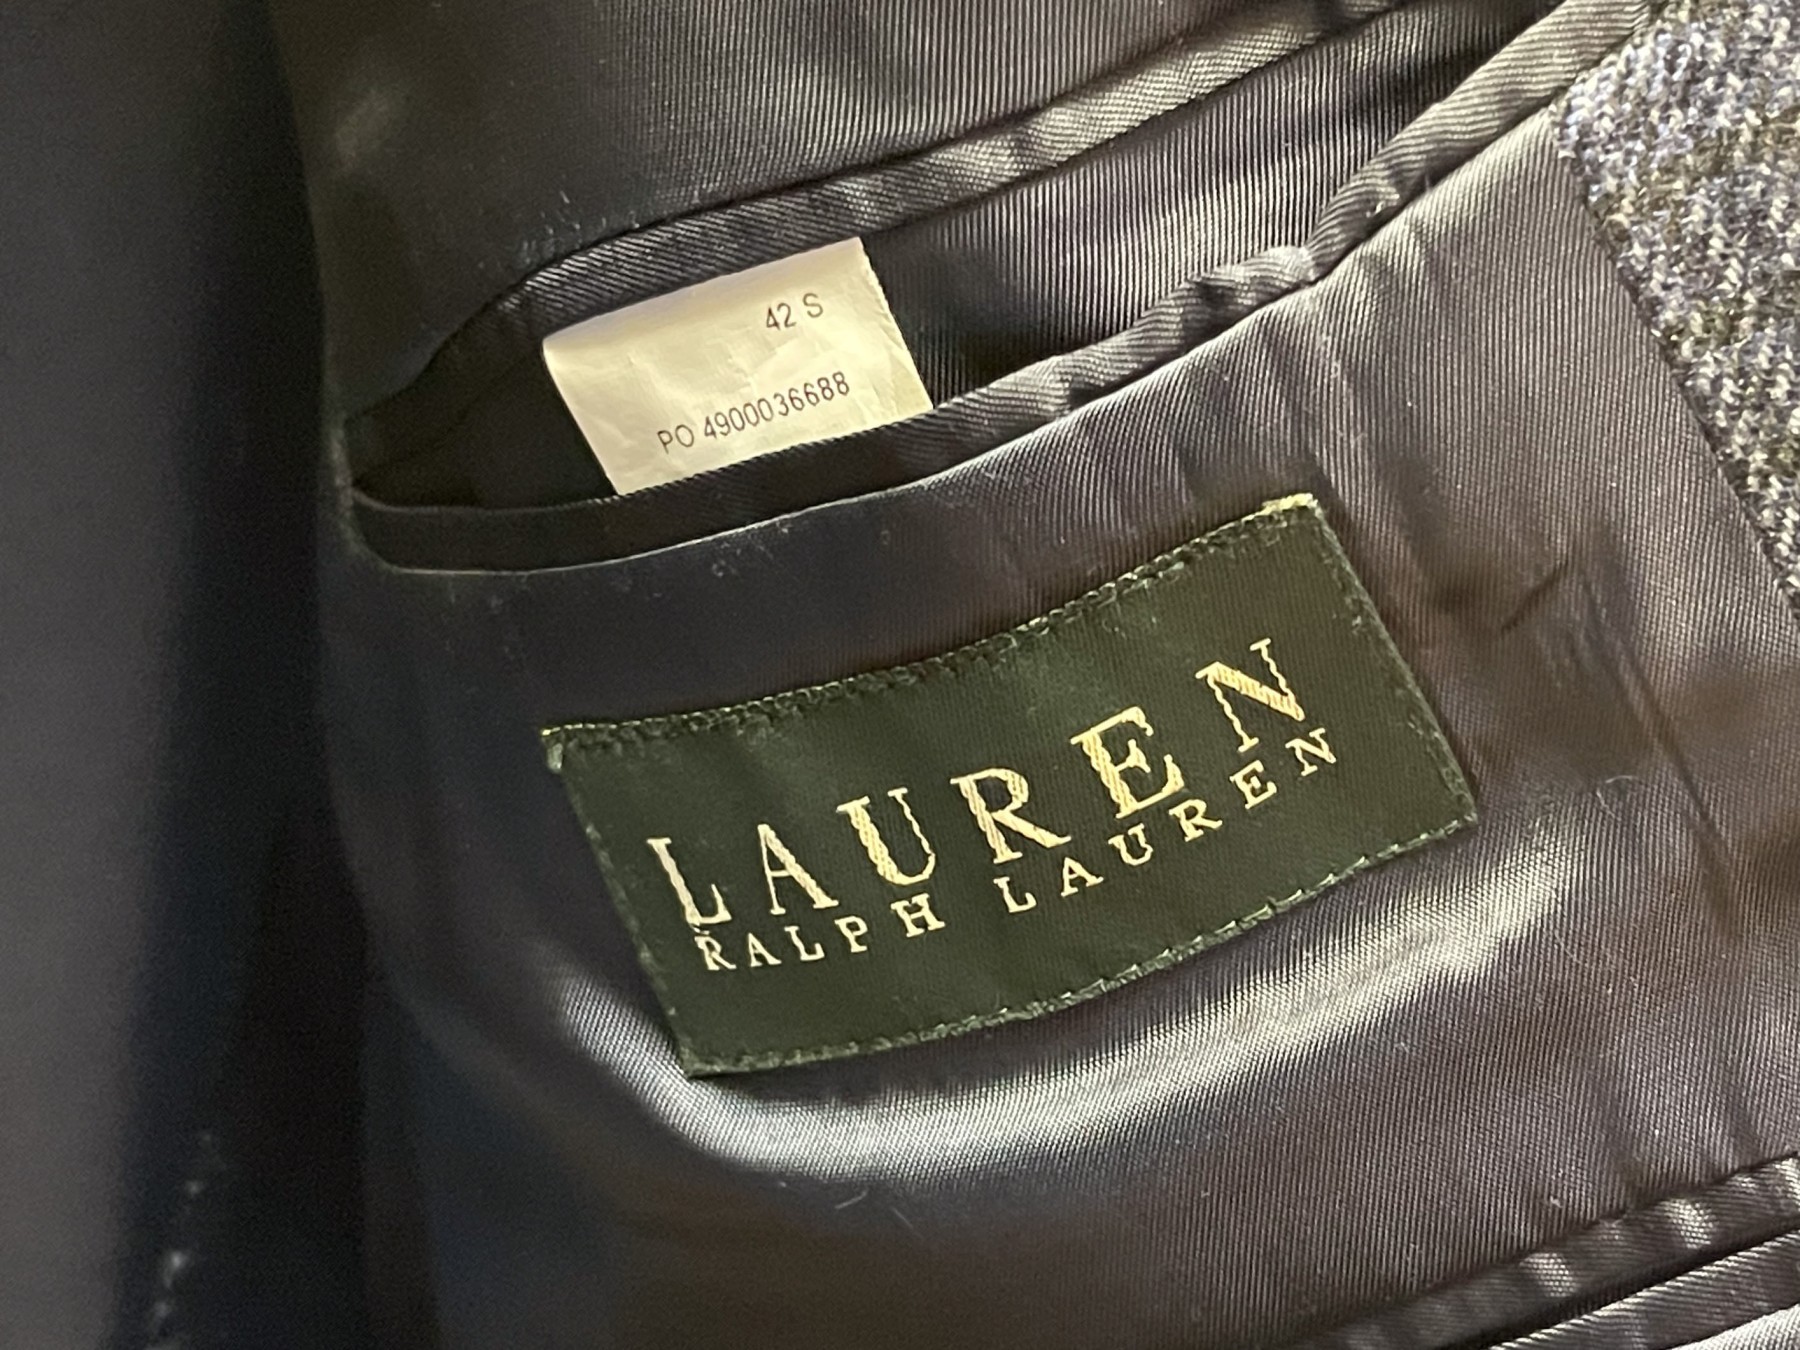 42 S
PO 4900036688
LAUREN
RALPH LAUREN